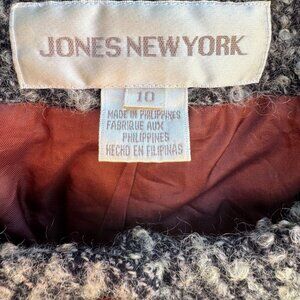 JONES NEW YORK
10
MADE IN PHILIPPINES
FABRIQUE AUX
PHILIPPINES
HECHO EN FILIPINAS